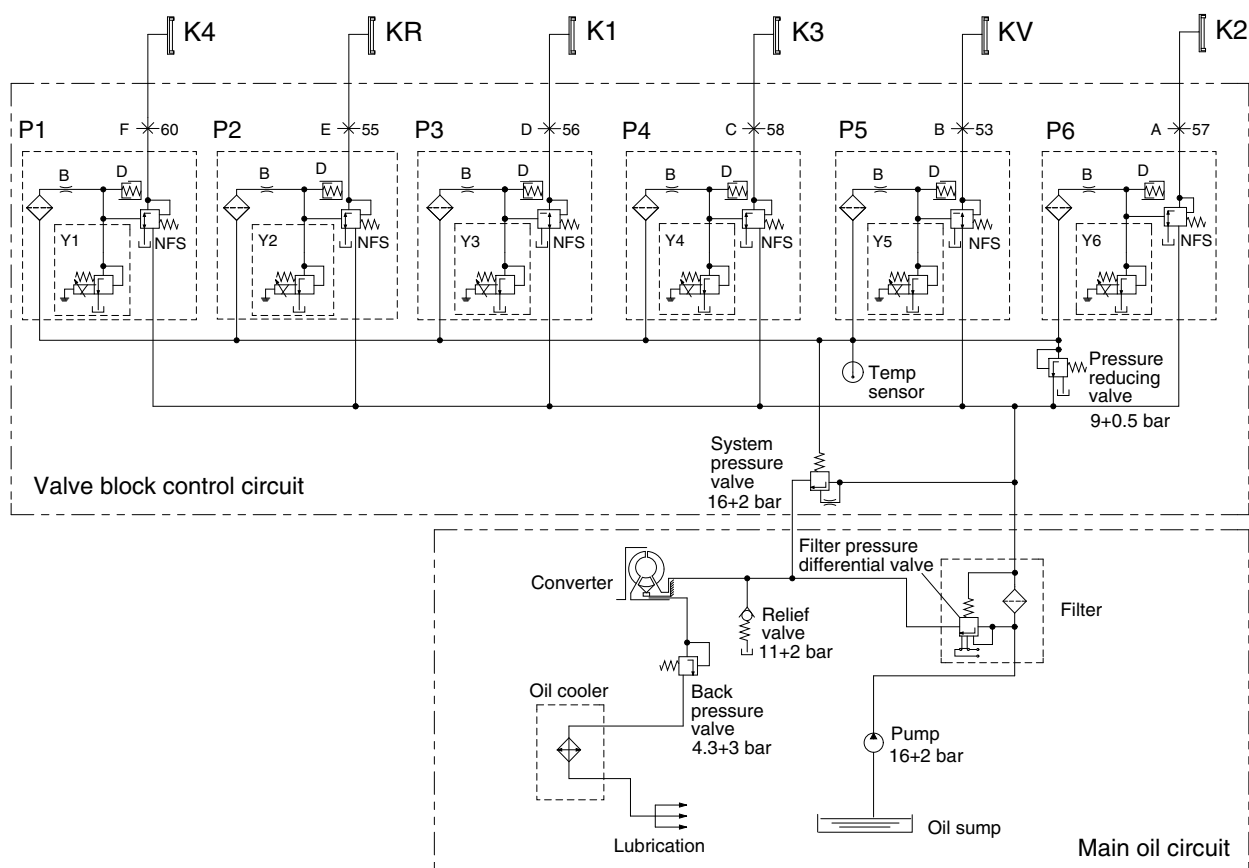 K4 KR K1 K3 KV K2
P1 F 60 P2 E 55 P3 D 56 P4 C 58 P5 B 53 P6 A 57
B D B D B D B D B D B D
Y1 NFS Y2 NFS Y3 NFS Y4 NFS Y5 NFS Y6 NFS
Temp
sensor
Pressure
reducing
valve
9+0.5 bar
System
pressure
valve
16+2 bar
Valve block control circuit
Filter pressure
differential valve
Converter
Filter
Relief
valve
11+2 bar
Oil cooler
Back
pressure
valve
4.3+3 bar
Pump
16+2 bar
Lubrication
Oil sump
Main oil circuit